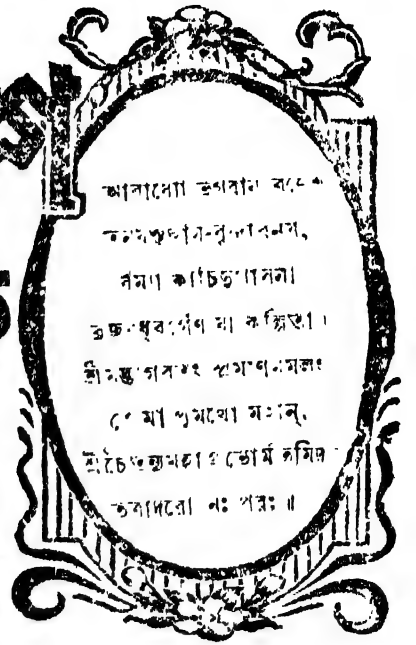 আরাধ্যো ভগবান্ ব্রজেশ
তনয়স্তদ্ধাম-বৃন্দাবনম্,
রম্যা কাচিদুপাসনা
ব্রজবধূবর্গেণ যা কল্পিতা।
শ্রীমদ্ভাগবতং প্রমাণমমলং
প্রেমা পুমর্থো মহান্,
শ্রীচৈতন্যমহাপ্রভোর্মতমিদং
তত্রাদরো নঃ পরঃ॥